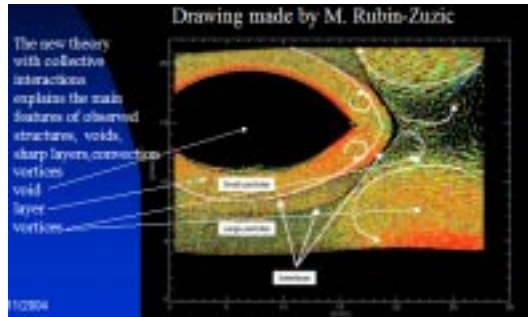 Drawing made by M. Rubin-Zuzic
The new theory
with collective
interactions
explains the main
features of observed
structures, voids,
sharp layers,convection
vortices
void
layer
vortices
Small particles
Large particles
11/2004